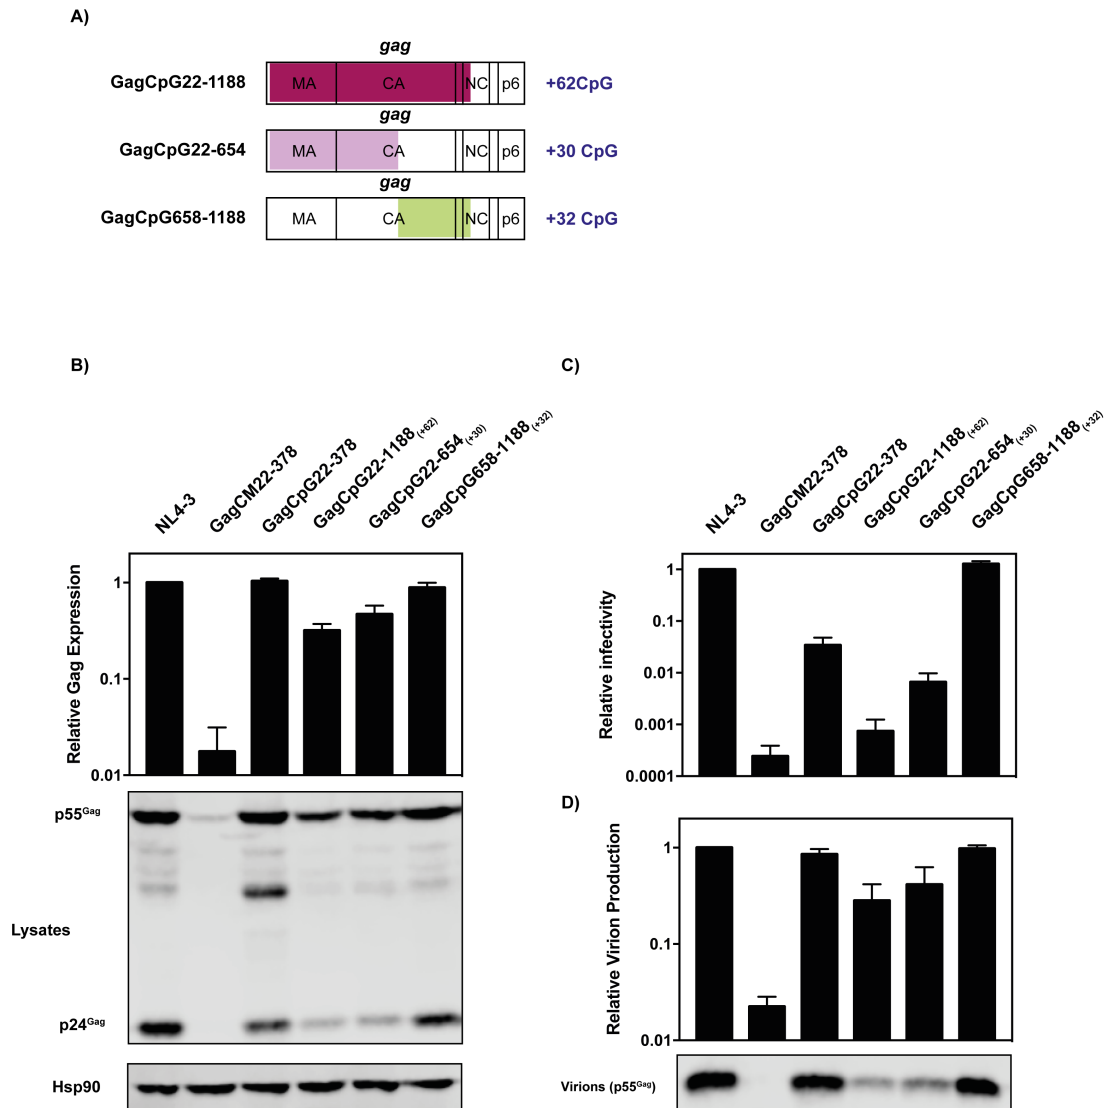 A)
gag
GagCpG22-1188 MA CA NC p6 +62CpG
gag
GagCpG22-654 MA CA NC p6 +30 CpG
gag
GagCpG658-1188 MA CA NC p6 +32 CpG
B)
NL4-3
GagCM22-378
GagCpG22-378
GagCpG22-1188(+62)
GagCpG22-654(+30)
GagCpG658-1188(+32)
Relative Gag Expression
1
0.1
0.01
p55Gag
Lysates
p24Gag
Hsp90
C)
NL4-3
GagCM22-378
GagCpG22-378
GagCpG22-1188(+62)
GagCpG22-654(+30)
GagCpG658-1188(+32)
Relative infectivity
1
0.1
0.01
0.001
0.0001
D)
Relative Virion Production
1
0.1
0.01
Virions (p55Gag)